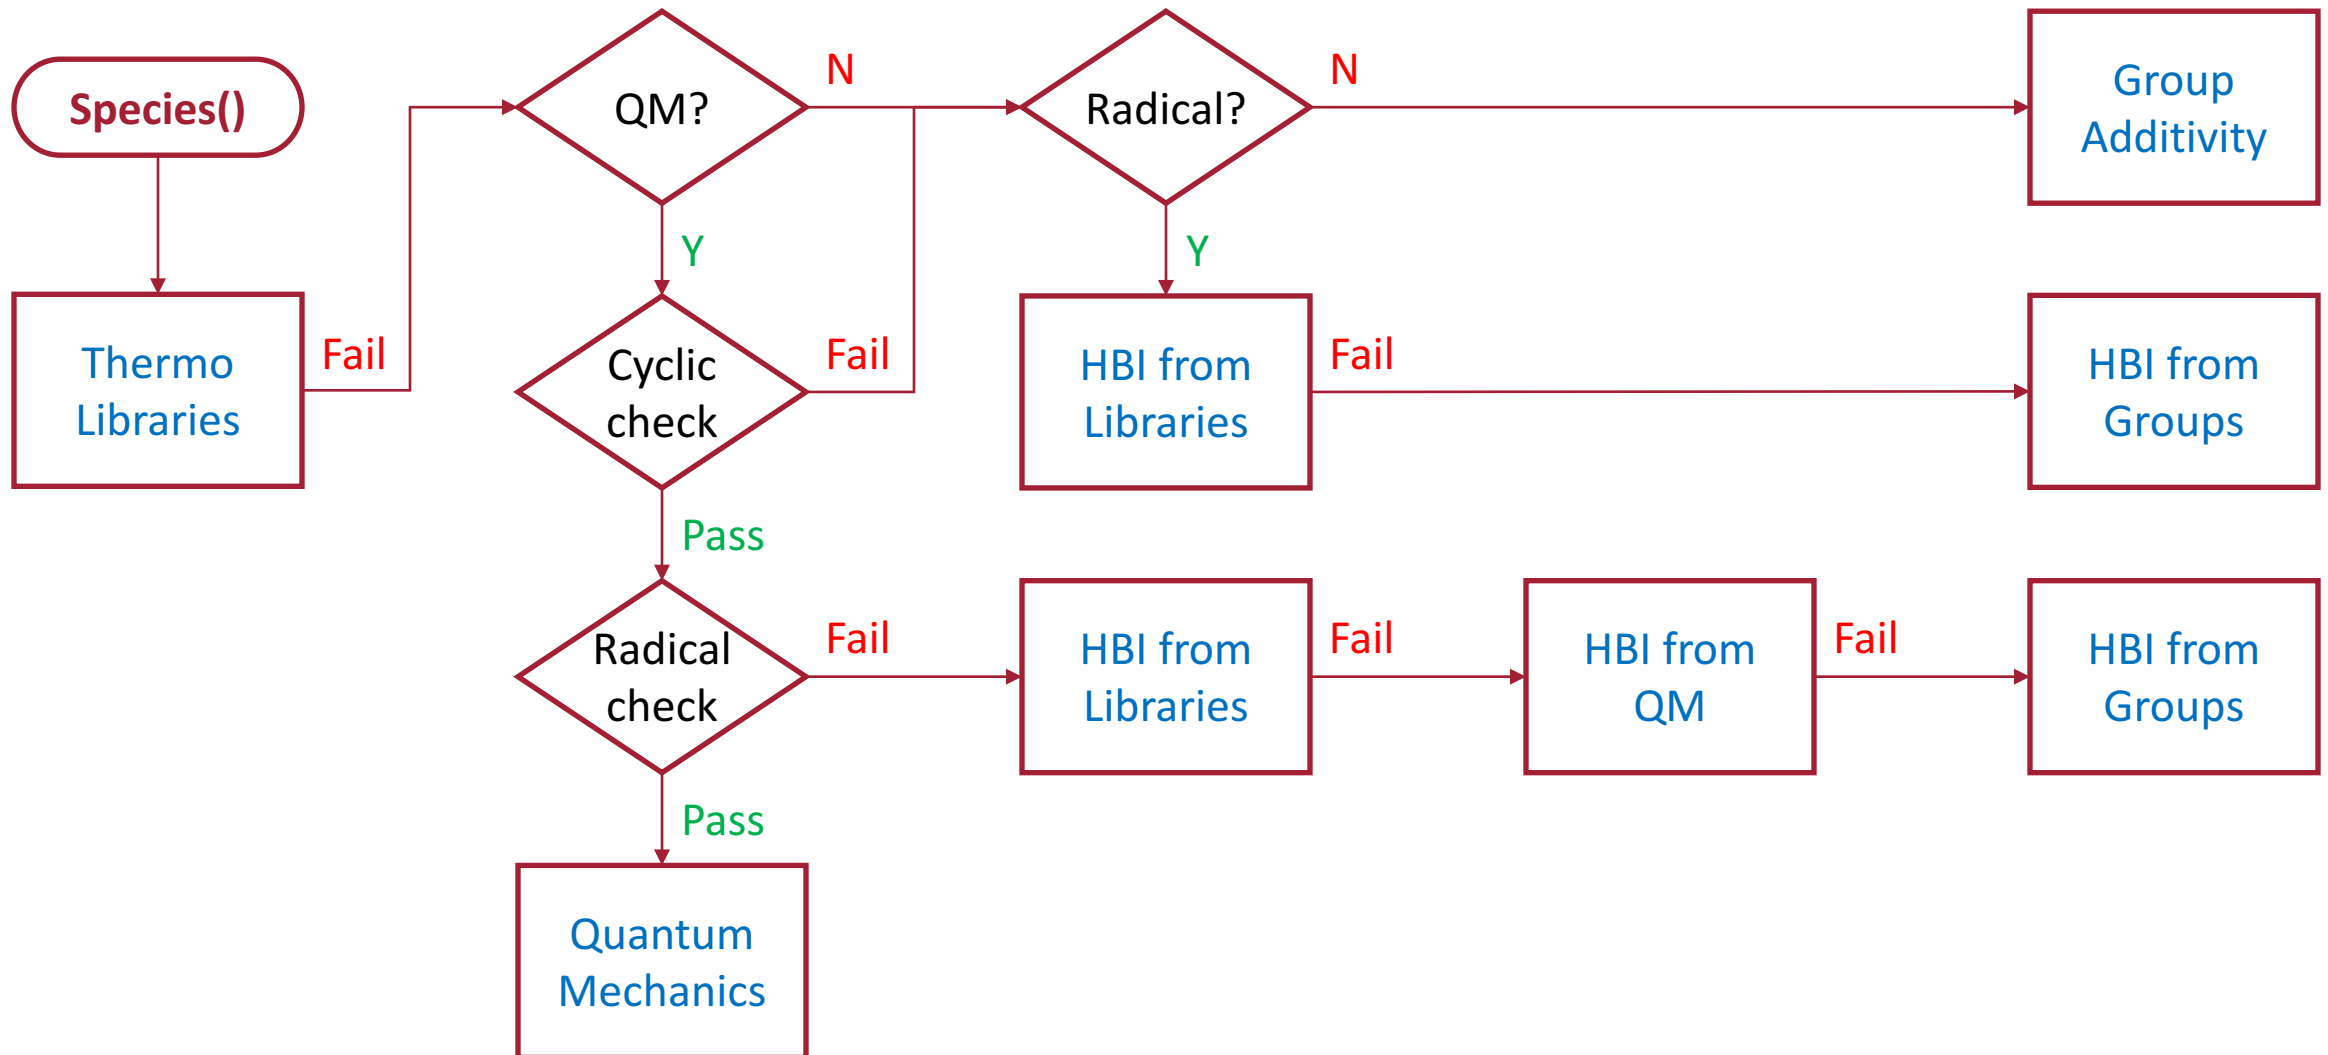 Species()
QM?
N
Radical?
N
Group
Additivity
Y
Y
Thermo
Libraries
Fail
Cyclic
check
Fail
HBI from
Libraries
Fail
HBI from
Groups
Pass
Radical
check
Fail
HBI from
Libraries
Fail
HBI from
QM
Fail
HBI from
Groups
Pass
Quantum
Mechanics